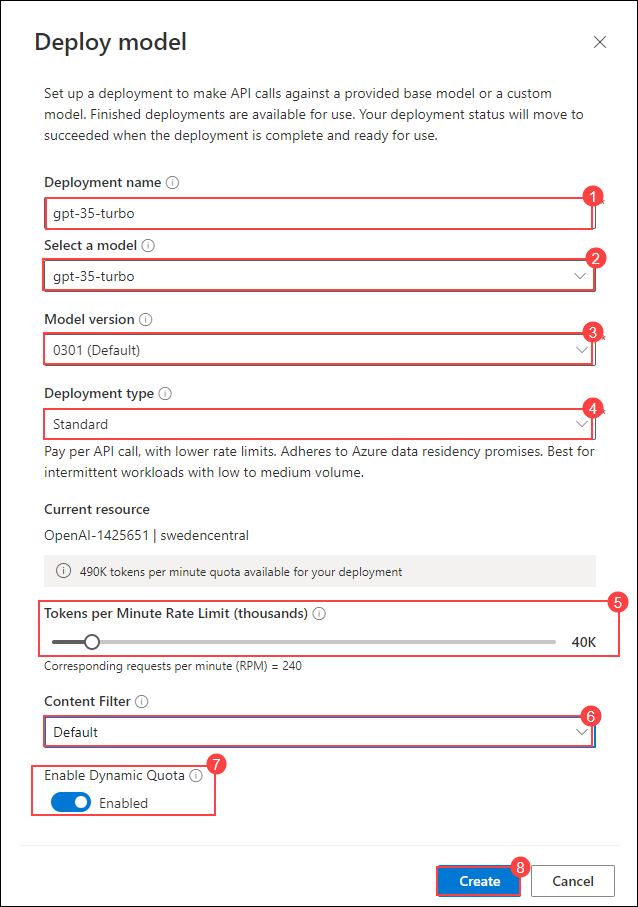 Deploy model
Set up a deployment to make API calls against a provided base model or a custom
model. Finished deployments are available for use. Your deployment status will move to
succeeded when the deployment is complete and ready for use.
Deployment name
1
gpt-35-turbo
*
Select a model
2
gpt-35-turbo
Model version
3
0301 (Default)
*
Deployment type
4
Standard
*
Pay per API call, with lower rate limits. Adheres to Azure data residency promises. Best for
intermittent workloads with low to medium volume.
Current resource
OpenAI-1425651 | swedencentral
490K tokens per minute quota available for your deployment
5
Tokens per Minute Rate Limit (thousands)
40K
Corresponding requests per minute (RPM) = 240
Content Filter
6
Default
7
Enable Dynamic Quota
Enabled
8
Create Cancel